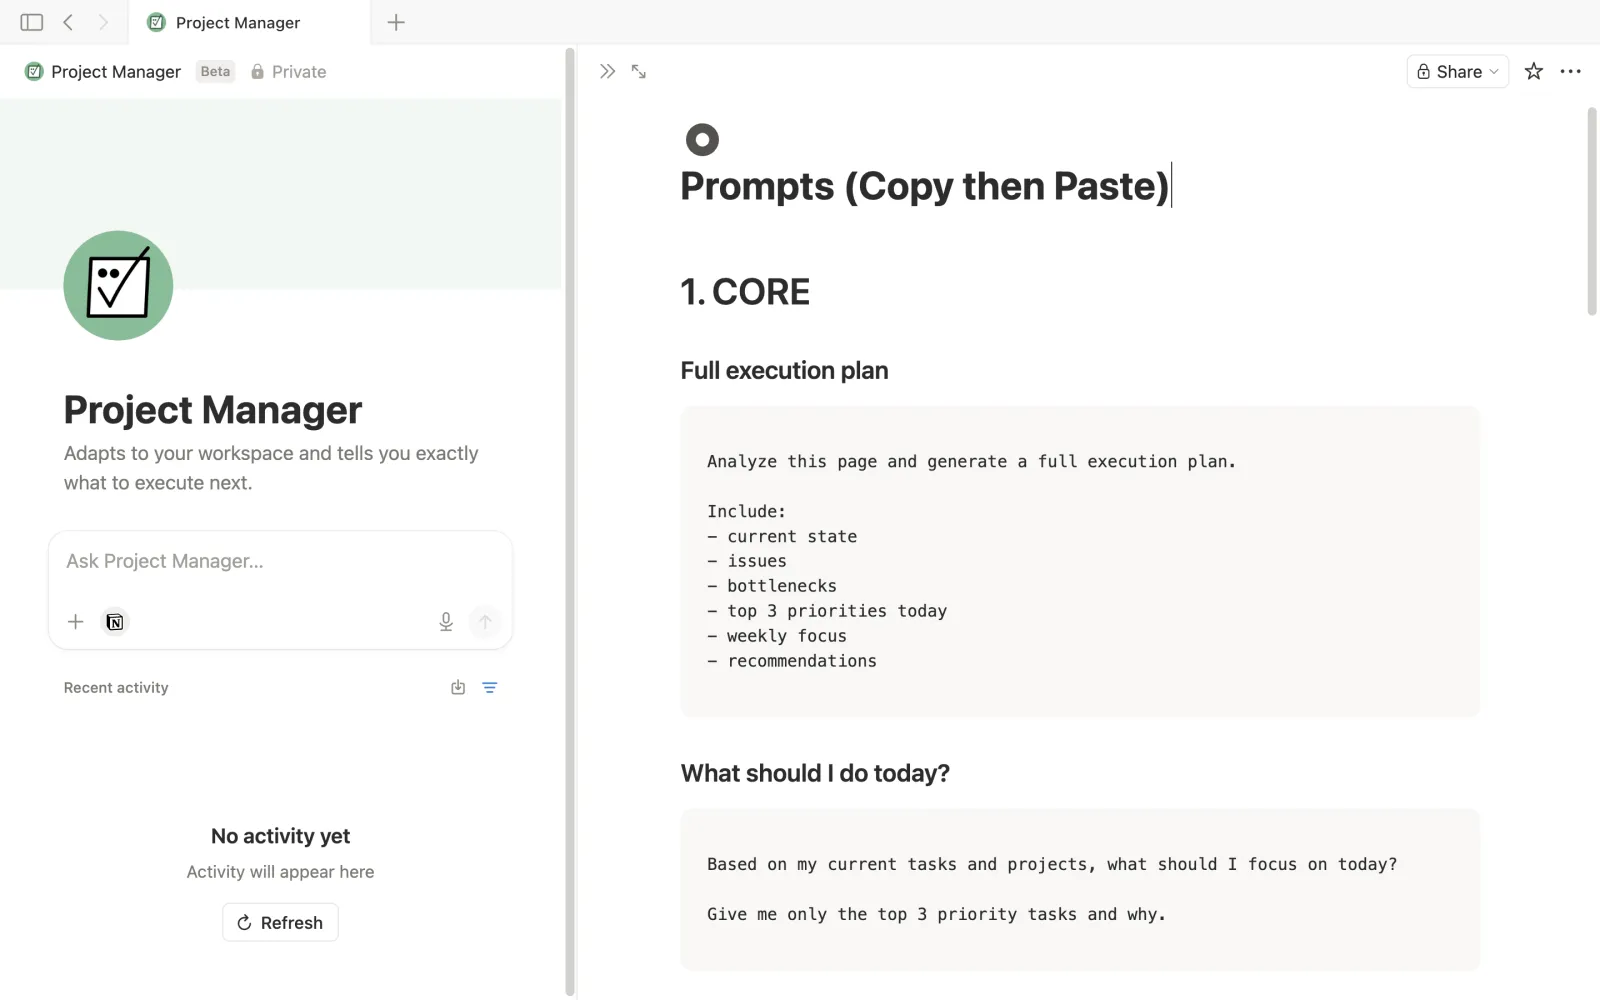 Project Manager
Project Manager Beta Private
Project Manager
Adapts to your workspace and tells you exactly
what to execute next.
Ask Project Manager...
Recent activity
No activity yet
Activity will appear here
Refresh
Share
Prompts (Copy then Paste)
1. CORE
Full execution plan
Analyze this page and generate a full execution plan.
Include:
- current state
- issues
- bottlenecks
- top 3 priorities today
- weekly focus
- recommendations
What should I do today?
Based on my current tasks and projects, what should I focus on today?
Give me only the top 3 priority tasks and why.